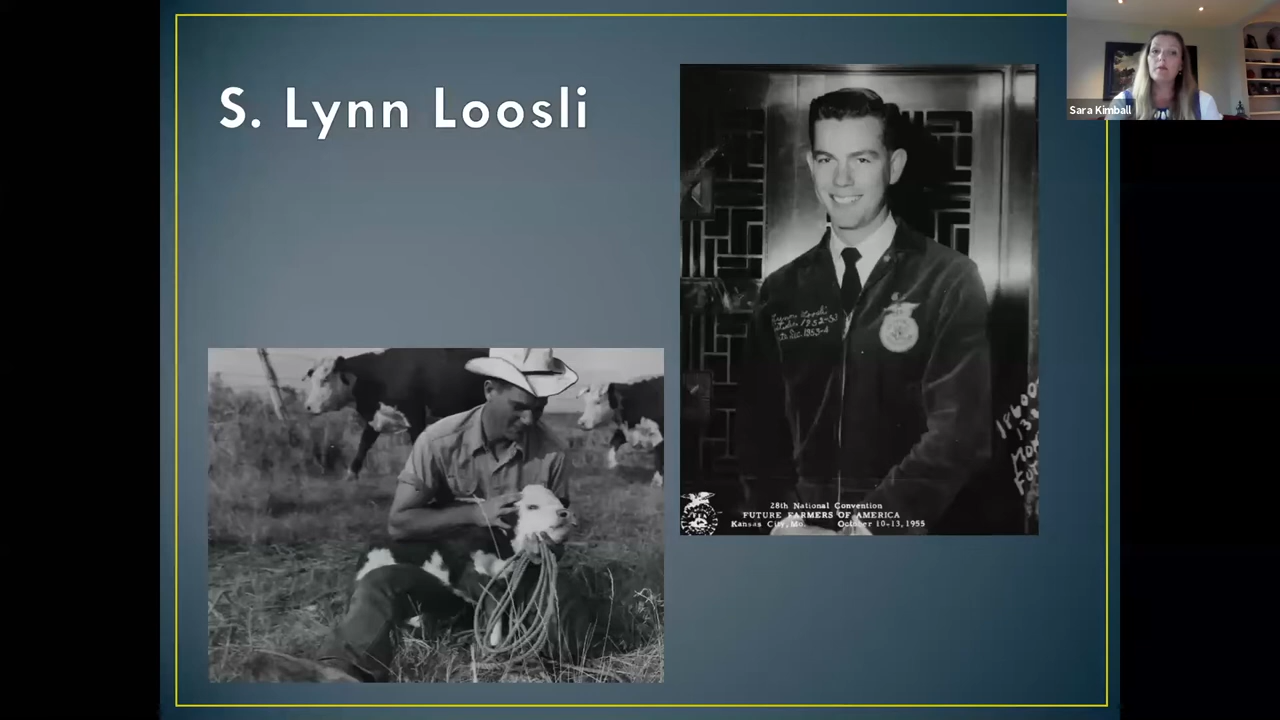 S. Lynn Loosli
Sara Kimball
28th National Convention
FUTURE FARMERS OF AMERICA
Kansas City, Mo. October 10-13, 1955